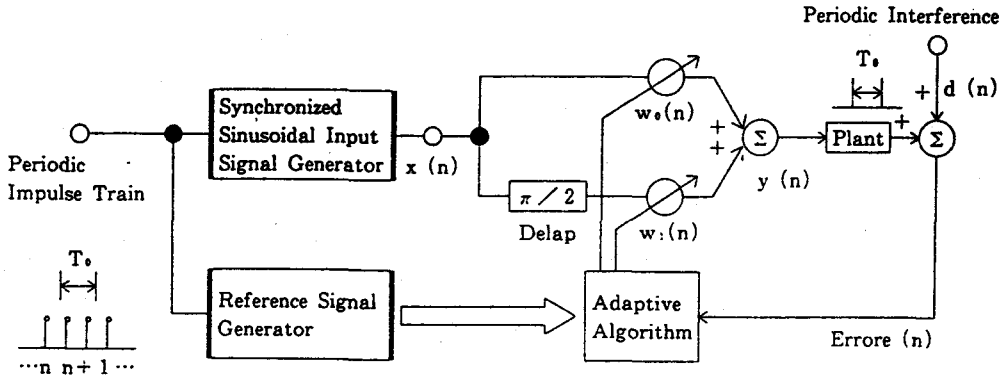 Periodic Interference
T₀
+
d (n)
Synchronized
Sinusoidal Input
Signal Generator
x (n)
w₀(n)
+
+
Σ
y (n)
Plant
+
Σ
Periodic
Impulse Train
π / 2
Delap
w₁(n)
T₀
Reference Signal
Generator
Adaptive
Algorithm
Errore (n)
…n n+1 …